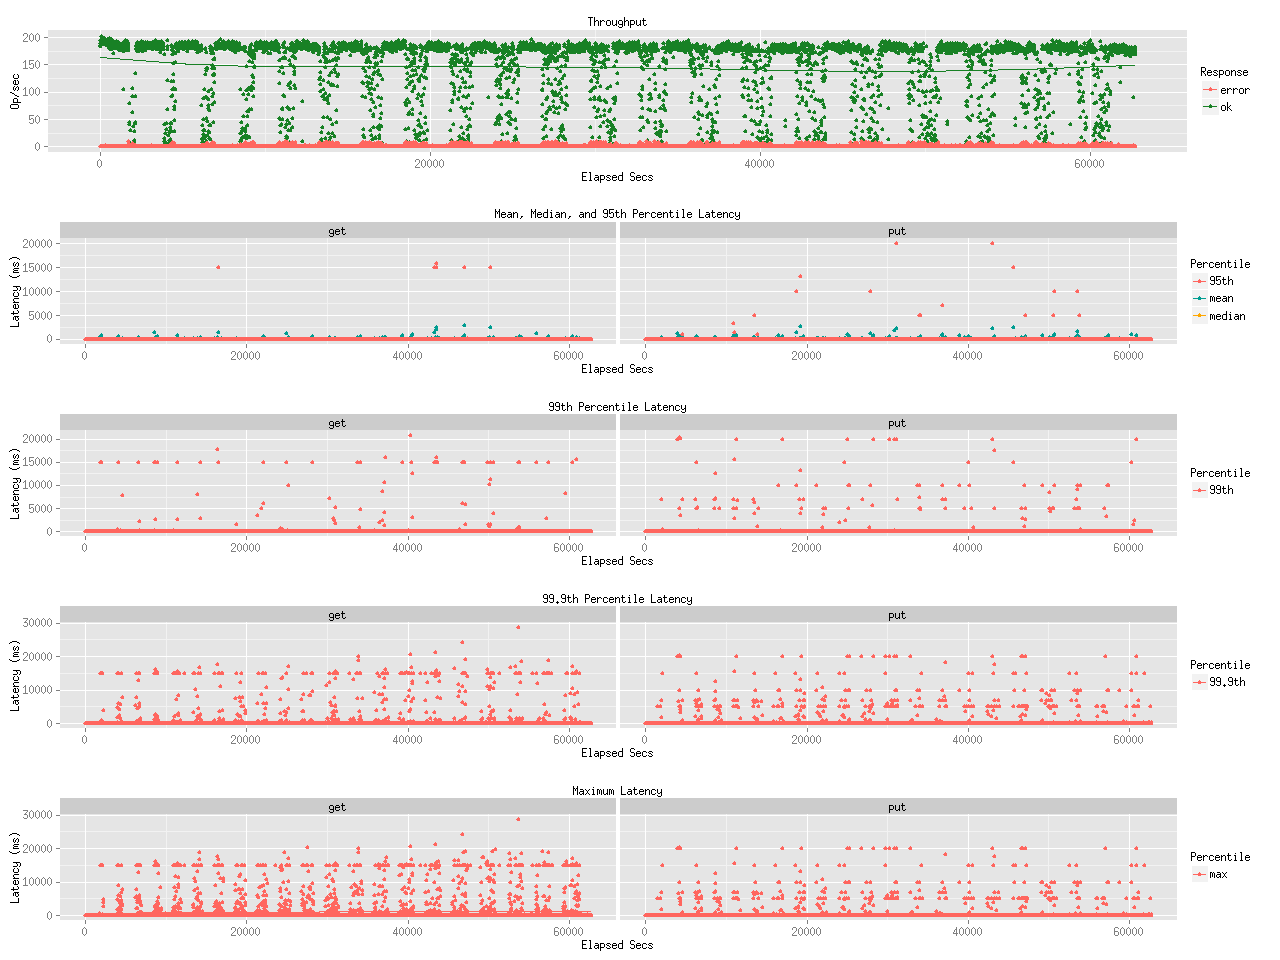 Throughput
Op/sec
200
150
100
50
0
0 20000 40000 60000
Elapsed Secs
Response
error
ok
Mean, Median, and 95th Percentile Latency
get put
Latency (ms)
20000
15000
10000
5000
0
0 20000 40000 60000 0 20000 40000 60000
Elapsed Secs
Percentile
95th
mean
median
99th Percentile Latency
get put
Latency (ms)
20000
15000
10000
5000
0
0 20000 40000 60000 0 20000 40000 60000
Elapsed Secs
Percentile
99th
99.9th Percentile Latency
get put
Latency (ms)
30000
20000
10000
0
0 20000 40000 60000 0 20000 40000 60000
Elapsed Secs
Percentile
99.9th
Maximum Latency
get put
Latency (ms)
30000
20000
10000
0
0 20000 40000 60000 0 20000 40000 60000
Elapsed Secs
Percentile
max